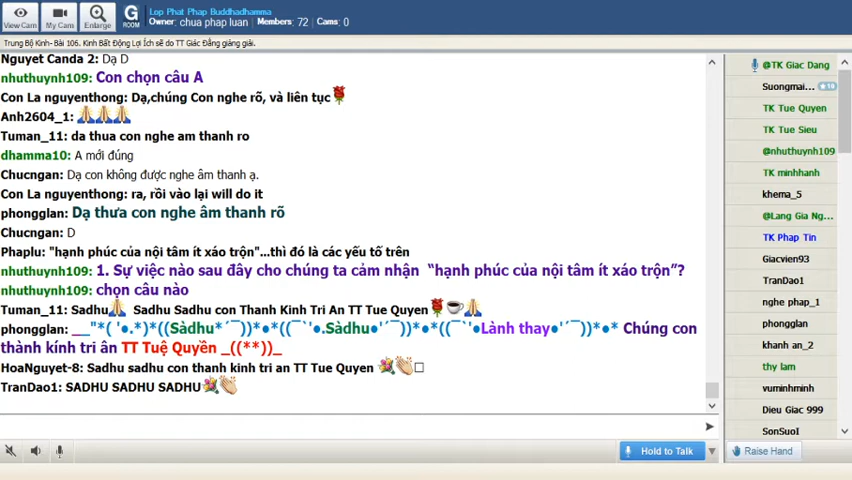 View Cam
My Cams
Enlarge
G
ROOM
Lop Phat Phap Buddhadhamma
Owner: chua phap luan Members: 72 Cams: 0
Trung Bộ Kinh- Bài 106. Kinh Bất Động Lợi Ích sẽ do TT Giác Đẳng giảng giải.
Nguyet Canda 2: Dạ D
nhuthuynh109: Con chọn câu A
Con La nguyenthong: Dạ,chúng Con nghe rõ, và liên tục
Anh2604_1:
Tuman_11: da thua con nghe am thanh ro
dhamma10: A mới đúng
Chucngan: Dạ con không được nghe âm thanh ạ.
Con La nguyenthong: ra, rồi vào lại will do it
phongglan: Dạ thưa con nghe âm thanh rõ
Chucngan: D
Phaplu: "hạnh phúc của nội tâm ít xáo trộn"...thì đó là các yếu tố trên
nhuthuynh109: 1. Sự việc nào sau đây cho chúng ta cảm nhận “hạnh phúc của nội tâm ít xáo trộn”?
nhuthuynh109: chọn câu nào
Tuman_11: Sadhu Sadhu Sadhu con Thanh Kinh Tri An TT Tue Quyen
phongglan: __"*( '●.*)*((Sàdhu*´¯))*●*((¯`'●.Sàdhu●'´¯))*●*((¯`'●Lành thay●'´¯))*●* Chúng con
thành kính tri ân TT Tuệ Quyền _((**))_
HoaNguyet-8: Sadhu sadhu con thanh kinh tri an TT Tue Quyen
TranDao1: SADHU SADHU SADHU
Hold to Talk
Raise Hand
@TK Giac Dang
Suongmai... 10
TK Tue Quyen
TK Tue Sieu
@nhuthuynh109
TK minhhanh
khema_5
@Lang Gia Ng...
TK Phap Tin
Giacvien93
TranDao1
nghe phap_1
phongglan
khanh an_2
thy lam
vuminhminh
Dieu Giac 999
SonSuoI